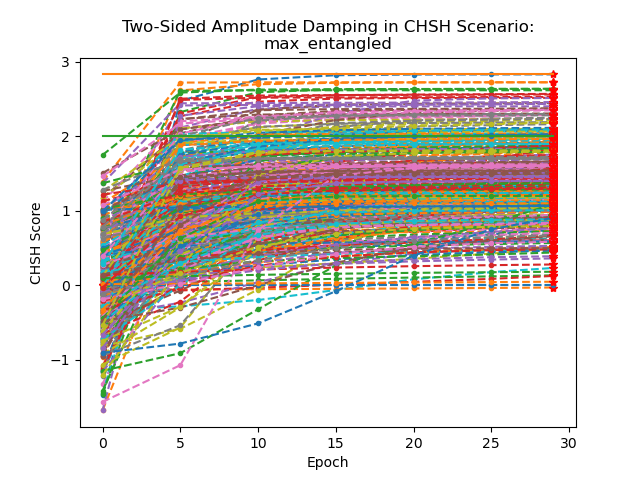 Two-Sided Amplitude Damping in CHSH Scenario:
max_entangled
CHSH Score
3
2
1
0
−1
0 5 10 15 20 25 30
Epoch